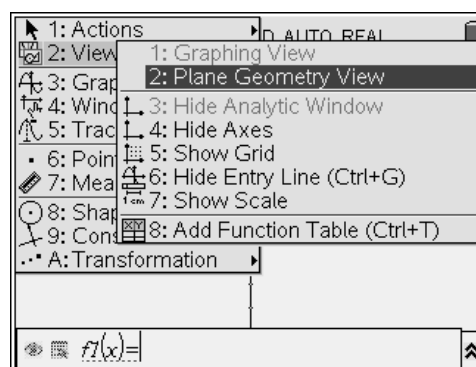 1: Actions
D AUTO REAL
2: View
1: Graphing View
2: Plane Geometry View
3: Hide Analytic Window
4: Hide Axes
5: Show Grid
6: Hide Entry Line (Ctrl+G)
1 cm 7: Show Scale
8: Add Function Table (Ctrl+T)
3: Grap
4: Wind
5: Trac
6: Poin
7: Mea
8: Shap
9: Cons
A: Transformation
f1(x)=